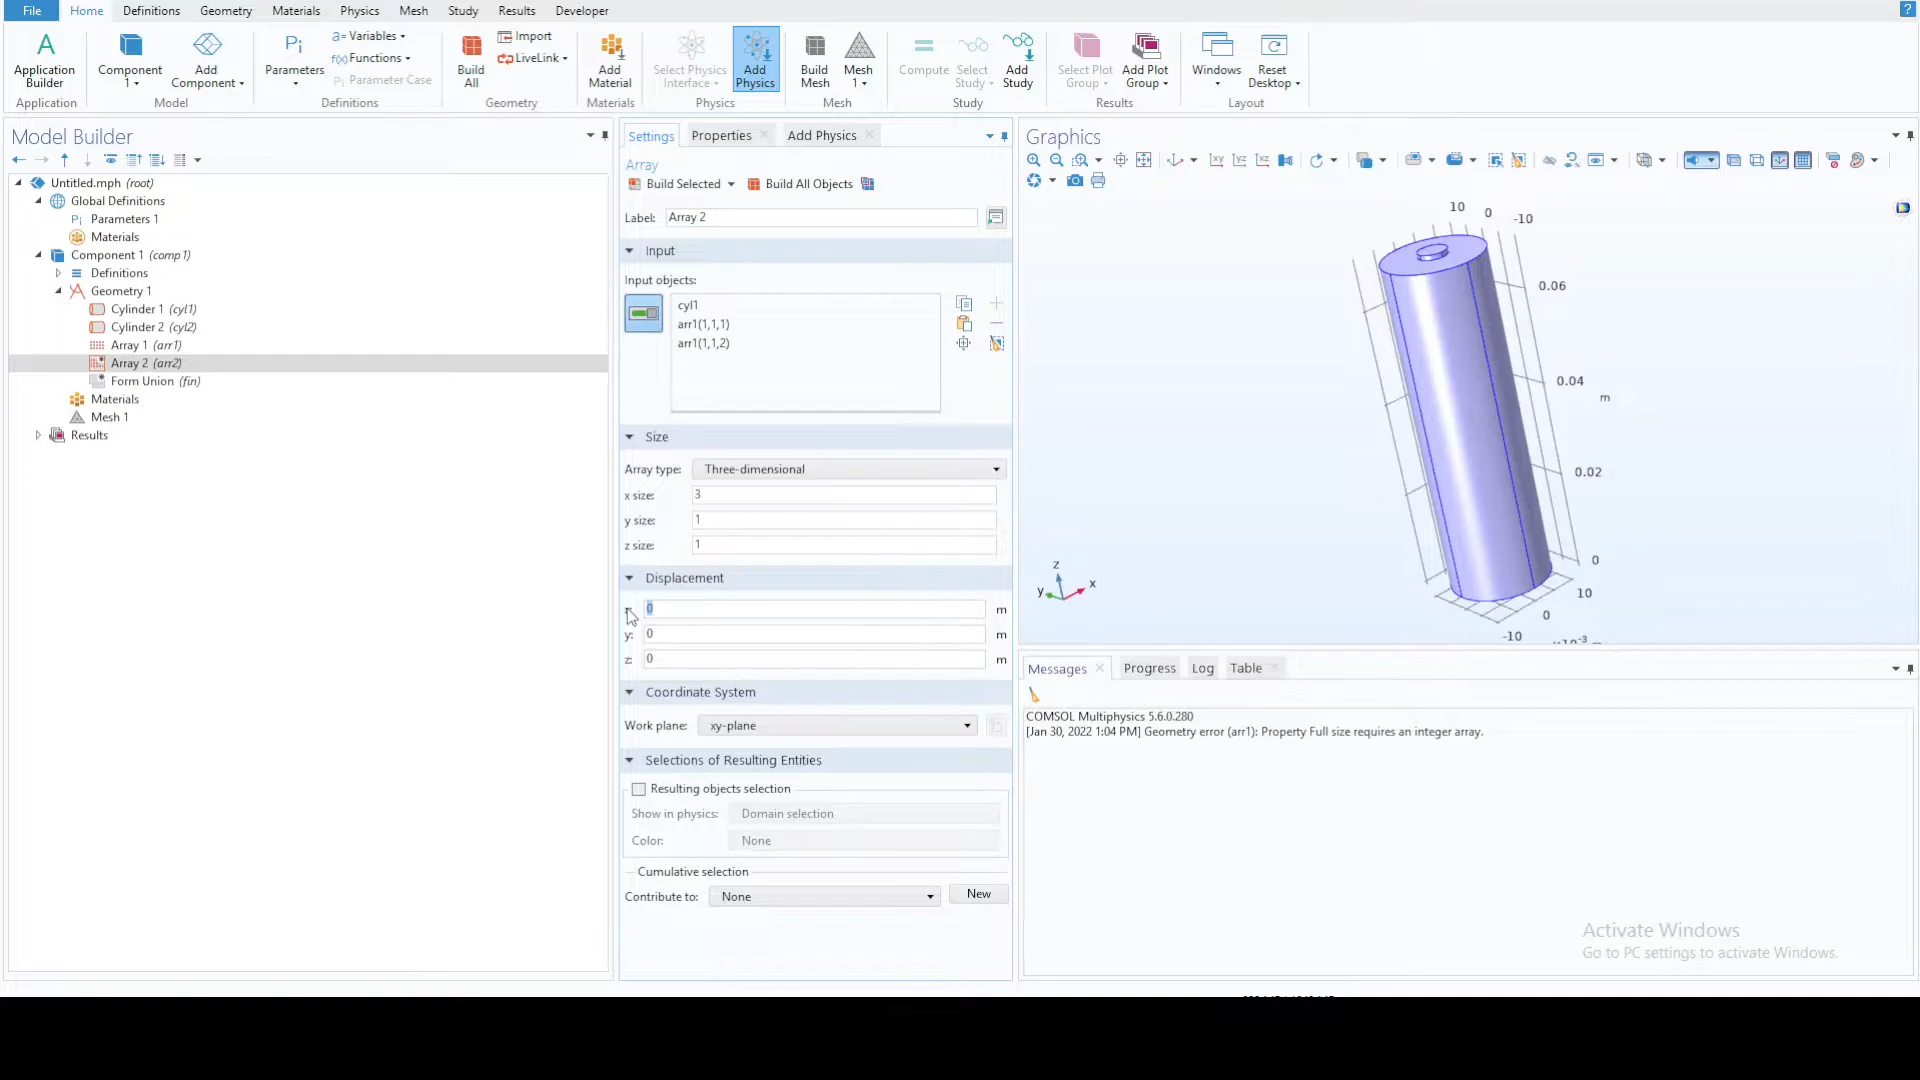 File Home Definitions Geometry Materials Physics Mesh Study Results Developer
Application Builder
Application
Component 1
Add Component
Model
Parameters
a= Variables
f(x) Functions
Pi Parameter Case
Definitions
Build All
Import
LiveLink
Geometry
Add Material
Materials
Select Physics Interface
Add Physics
Physics
Build Mesh
Mesh 1
Mesh
Compute
Select Study
Add Study
Study
Select Plot Group
Add Plot Group
Results
Windows
Reset Desktop
Layout
Model Builder
Untitled.mph (root)
Global Definitions
Parameters 1
Materials
Component 1 (comp1)
Definitions
Geometry 1
Cylinder 1 (cyl1)
Cylinder 2 (cyl2)
Array 1 (arr1)
Array 2 (arr2)
Form Union (fin)
Materials
Mesh 1
Results
Settings Properties Add Physics
Array
Build Selected Build All Objects
Label: Array 2
Input
Input objects:
cyl1
arr1(1,1,1)
arr1(1,1,2)
Size
Array type: Three-dimensional
x size: 3
y size: 1
z size: 1
Displacement
0 m
y: 0 m
z: 0 m
Coordinate System
Work plane: xy-plane
Selections of Resulting Entities
Resulting objects selection
Show in physics: Domain selection
Color: None
Cumulative selection
Contribute to: None New
Graphics
xy yz xz
10 0 -10
0.06
0.04
m
0.02
0
10
0
-10
z
y x
Messages Progress Log Table
COMSOL Multiphysics 5.6.0.280
[Jan 30, 2022 1:04 PM] Geometry error (arr1): Property Full size requires an integer array.
Activate Windows
Go to PC settings to activate Windows.